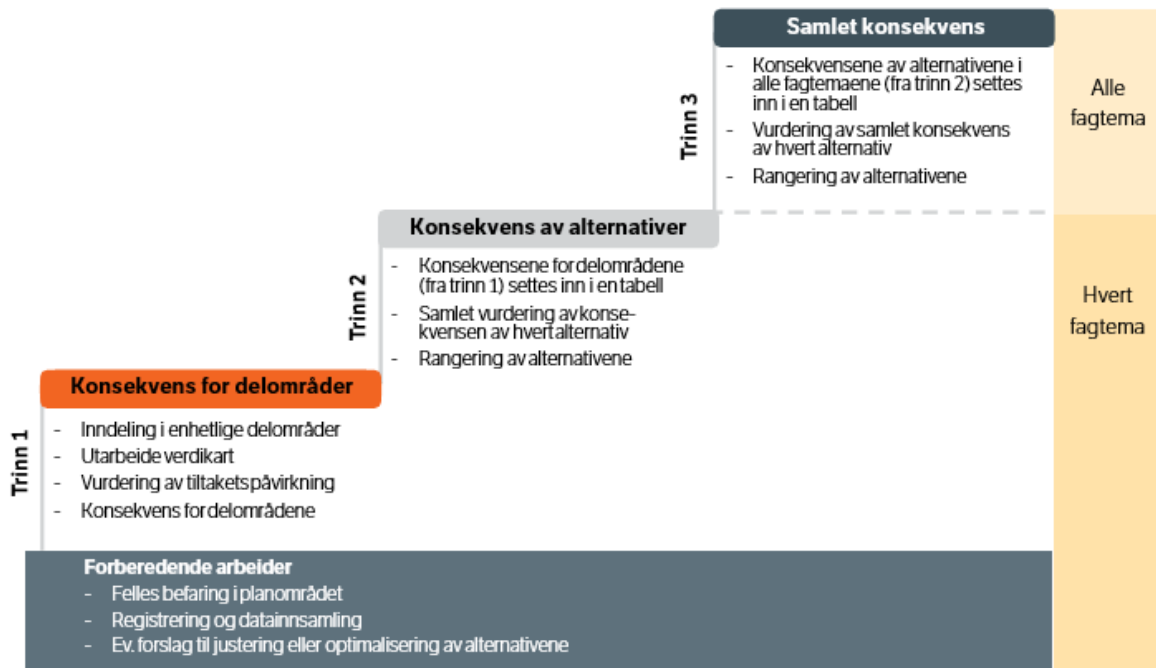 Samlet konsekvens
- Konsekvensene av alternativene i
alle fagtemaene (fra trinn 2) settes
inn i en tabell
- Vurdering av samlet konsekvens
av hvert alternativ
- Rangering av alternativene
Trinn 3
Alle
fagtema
Konsekvens av alternativer
- Konsekvensene for delområdene
(fra trinn 1) settes inn i en tabell
- Samlet vurdering av konse-
kvensen av hvert alternativ
- Rangering av alternativene
Trinn 2
Hvert
fagtema
Konsekvens for delområder
- Inndeling i enhetlige delområder
- Utarbeide verdikart
- Vurdering av tiltakets påvirkning
- Konsekvens for delområdene
Trinn 1
Forberedende arbeider
- Felles befaring i planområdet
- Registrering og datainnsamling
- Ev. forslag til justering eller optimalisering av alternativene